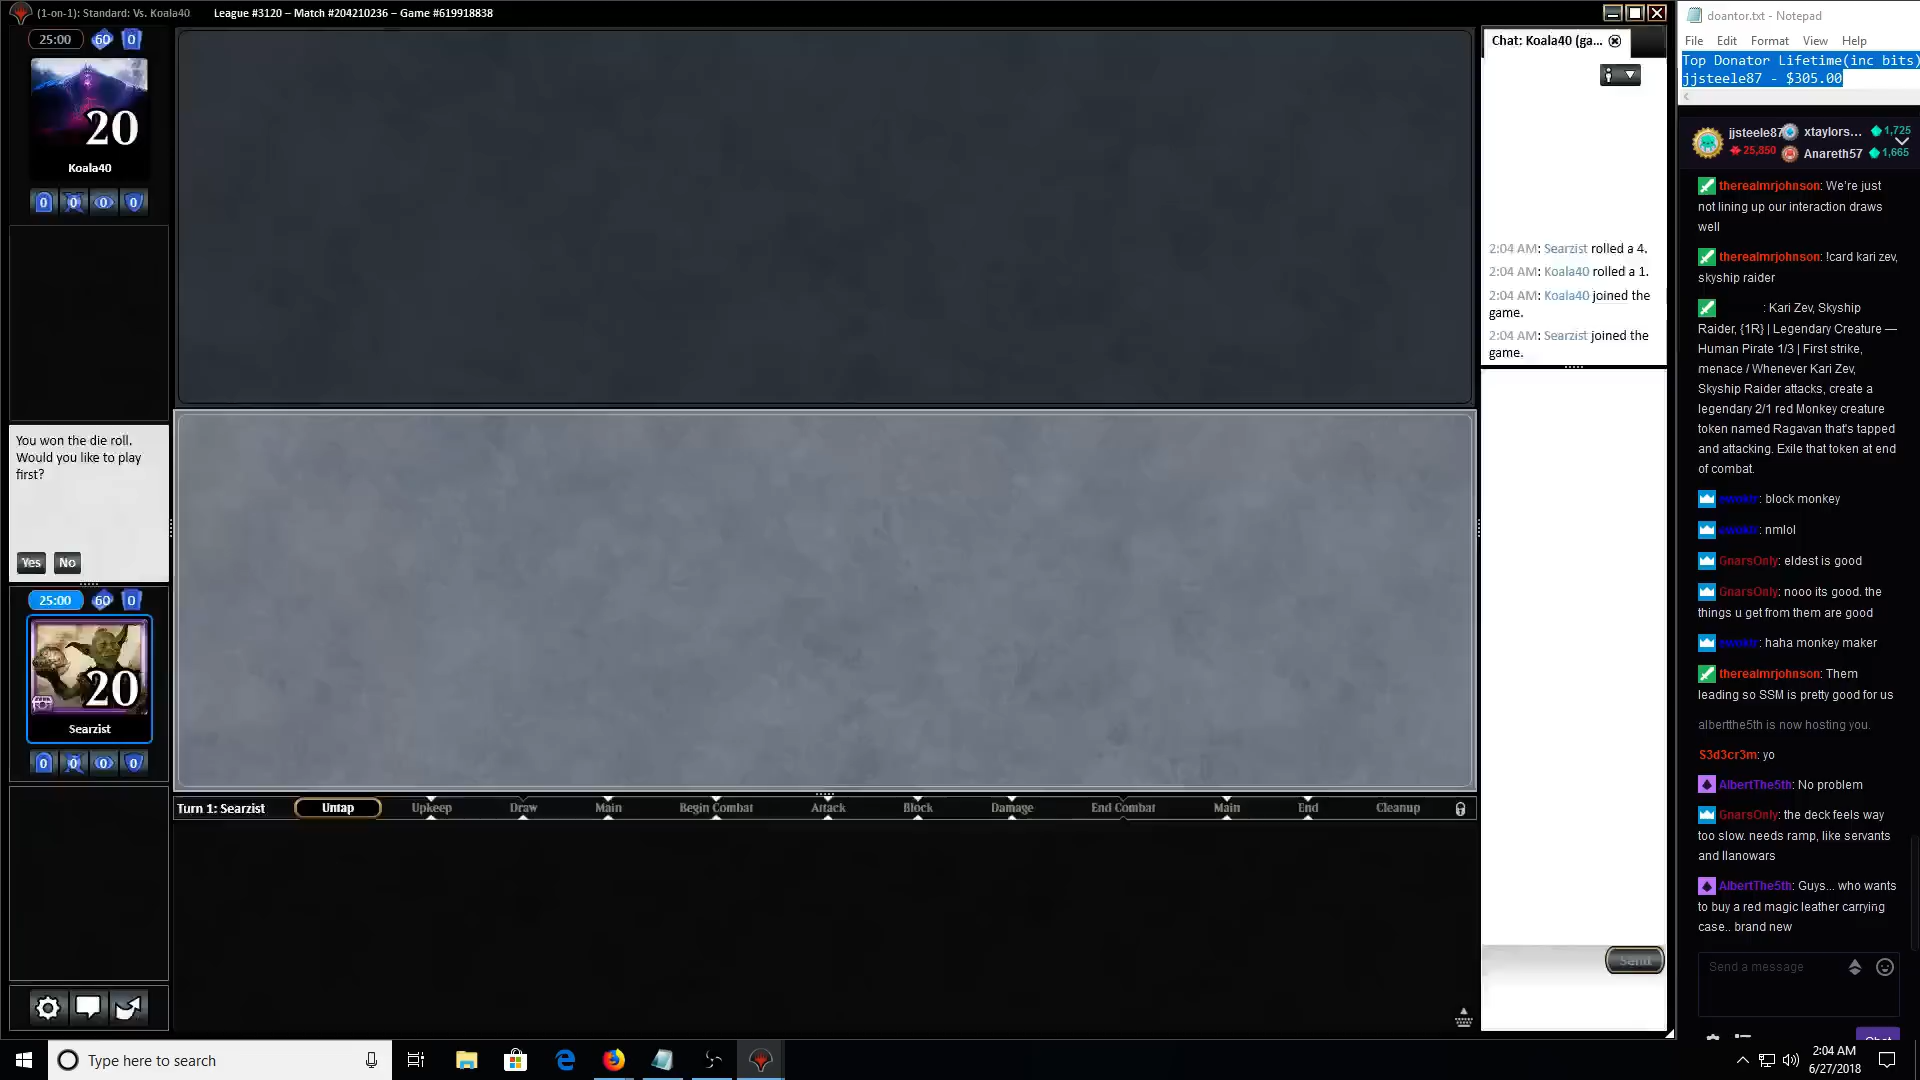 (1-on-1): Standard: Vs. Koala40
League #3120 – Match #204210236 – Game #619918838
25:00
60
0
20
Koala40
0 0 0 0
You won the die roll.
Would you like to play
first?
Yes No
25:00
60
0
20
Searzist
0 0 0 0
Turn 1: Searzist
Untap
Upkeep
Draw
Main
Begin Combat
Attack
Block
Damage
End Combat
Main
End
Cleanup
Chat: Koala40 (ga...
2:04 AM: Searzist rolled a 4.
2:04 AM: Koala40 rolled a 1.
2:04 AM: Koala40 joined the
game.
2:04 AM: Searzist joined the
game.
Send
doantor.txt - Notepad
File Edit Format View Help
Top Donator Lifetime(inc bits)
jjsteele87 - $305.00
jjsteele87
25,850
xtaylors... 1,725
Anareth57 1,665
therealmrjohnson: We're just
not lining up our interaction draws
well
therealmrjohnson: !card kari zev,
skyship raider
: Kari Zev, Skyship
Raider, {1R} | Legendary Creature —
Human Pirate 1/3 | First strike,
menace / Whenever Kari Zev,
Skyship Raider attacks, create a
legendary 2/1 red Monkey creature
token named Ragavan that's tapped
and attacking. Exile that token at end
of combat.
: block monkey
: nmlol
GnarsOnly: eldest is good
GnarsOnly: nooo its good. the
things u get from them are good
: haha monkey maker
therealmrjohnson: Them
leading so SSM is pretty good for us
albertthe5th is now hosting you.
S3d3cr3m: yo
AlbertThe5th: No problem
GnarsOnly: the deck feels way
too slow. needs ramp, like servants
and llanowars
AlbertThe5th: Guys... who wants
to buy a red magic leather carrying
case.. brand new
Send a message
Chat
Type here to search
2:04 AM
6/27/2018